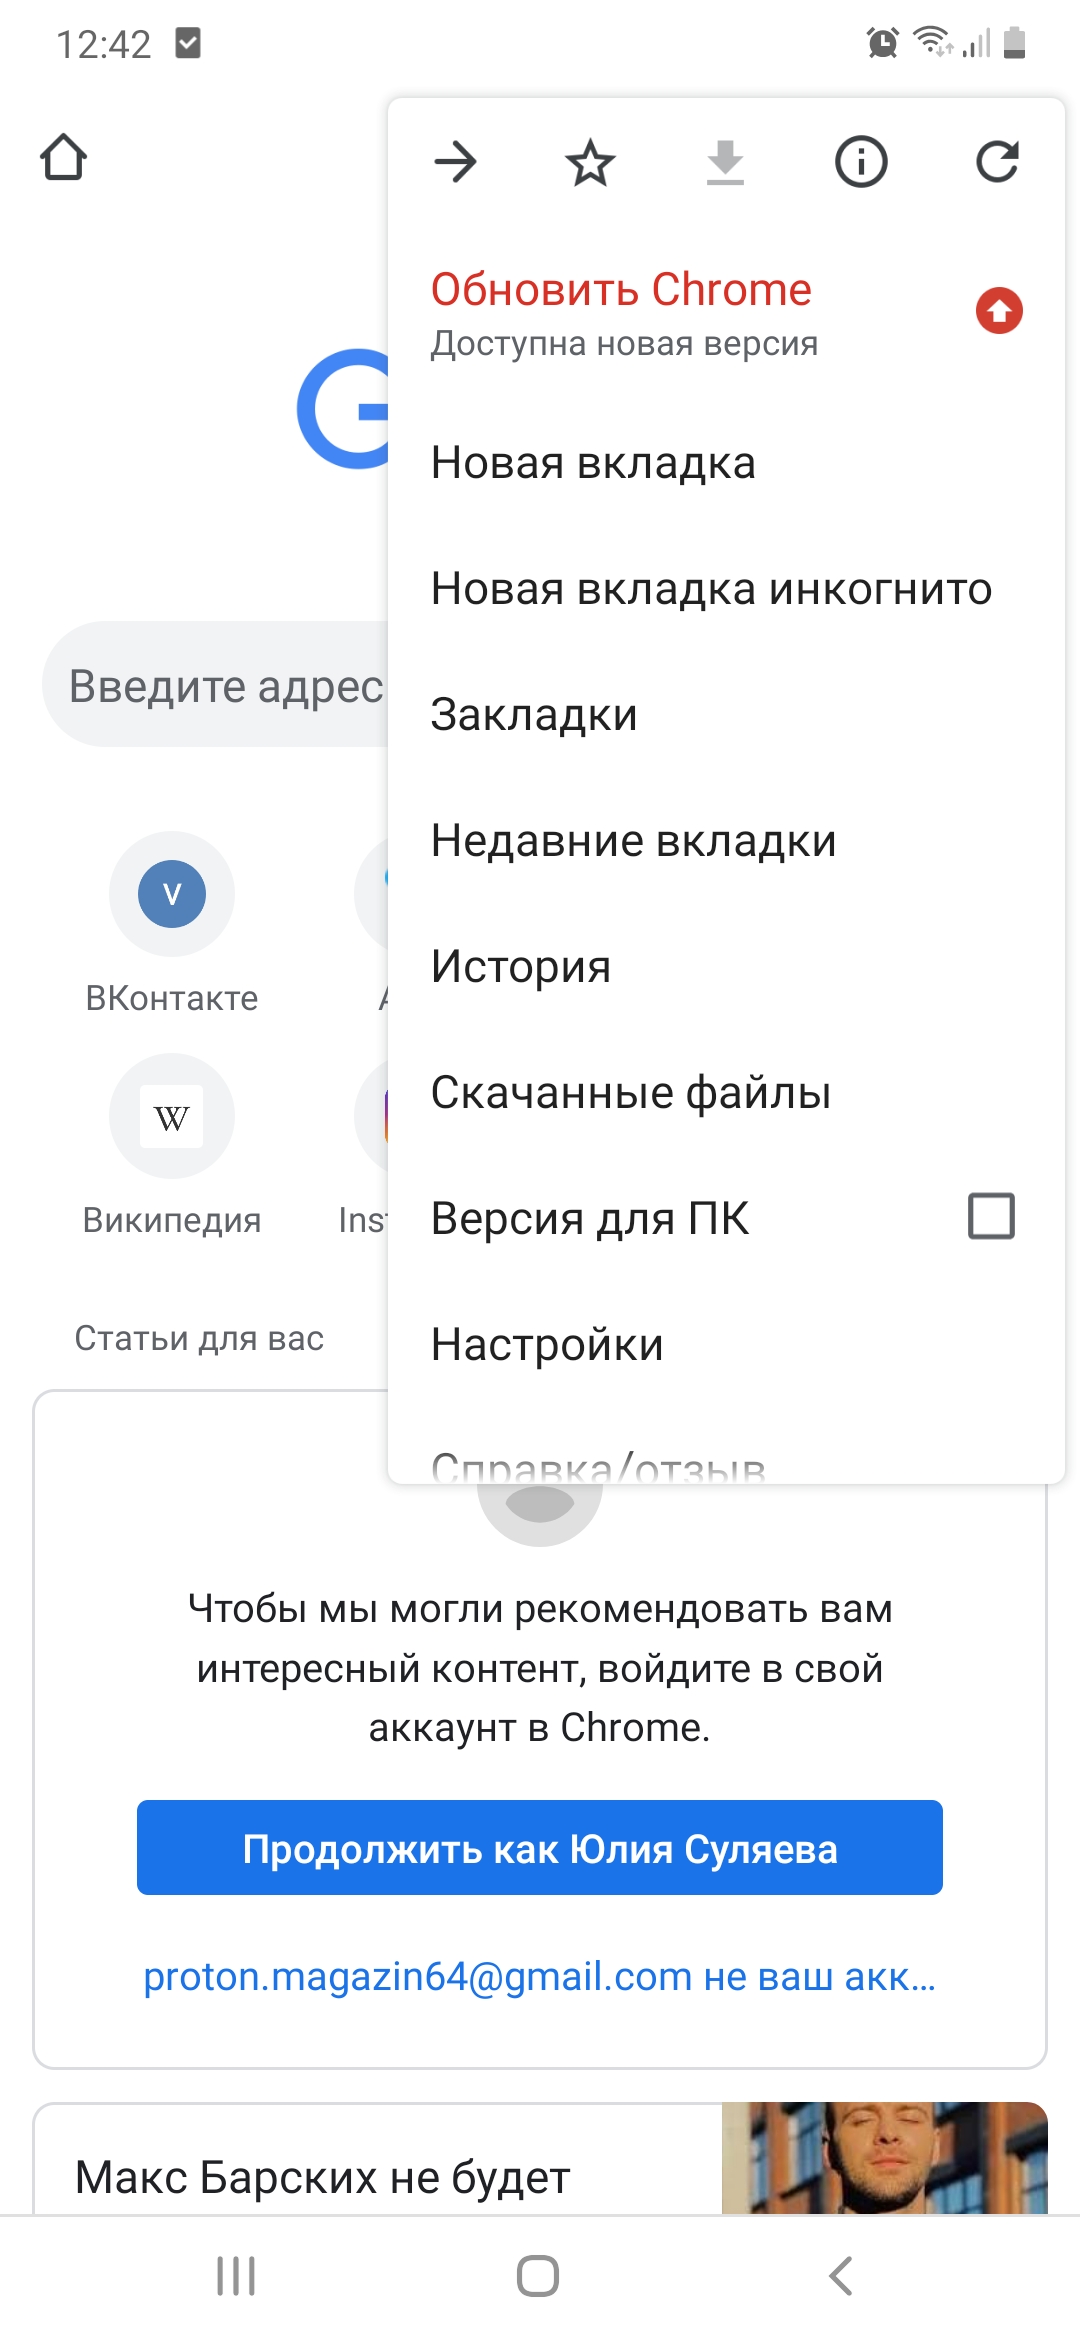 12:42
Обновить Chrome
Доступна новая версия
Новая вкладка
Новая вкладка инкогнито
Введите адрес
Закладки
Недавние вкладки
V
ВКонтакте
История
Скачанные файлы
W
Википедия
Inst
Версия для ПК
Статьи для вас
Настройки
Справка/отзыв
Чтобы мы могли рекомендовать вам
интересный контент, войдите в свой
аккаунт в Chrome.
Продолжить как Юлия Суляева
proton.magazin64@gmail.com не ваш акк...
Макс Барских не будет